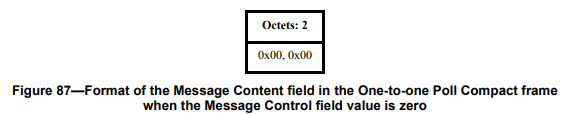 Octets: 2
0x00, 0x00
Figure 87—Format of the Message Content field in the One-to-one Poll Compact frame
when the Message Control field value is zero